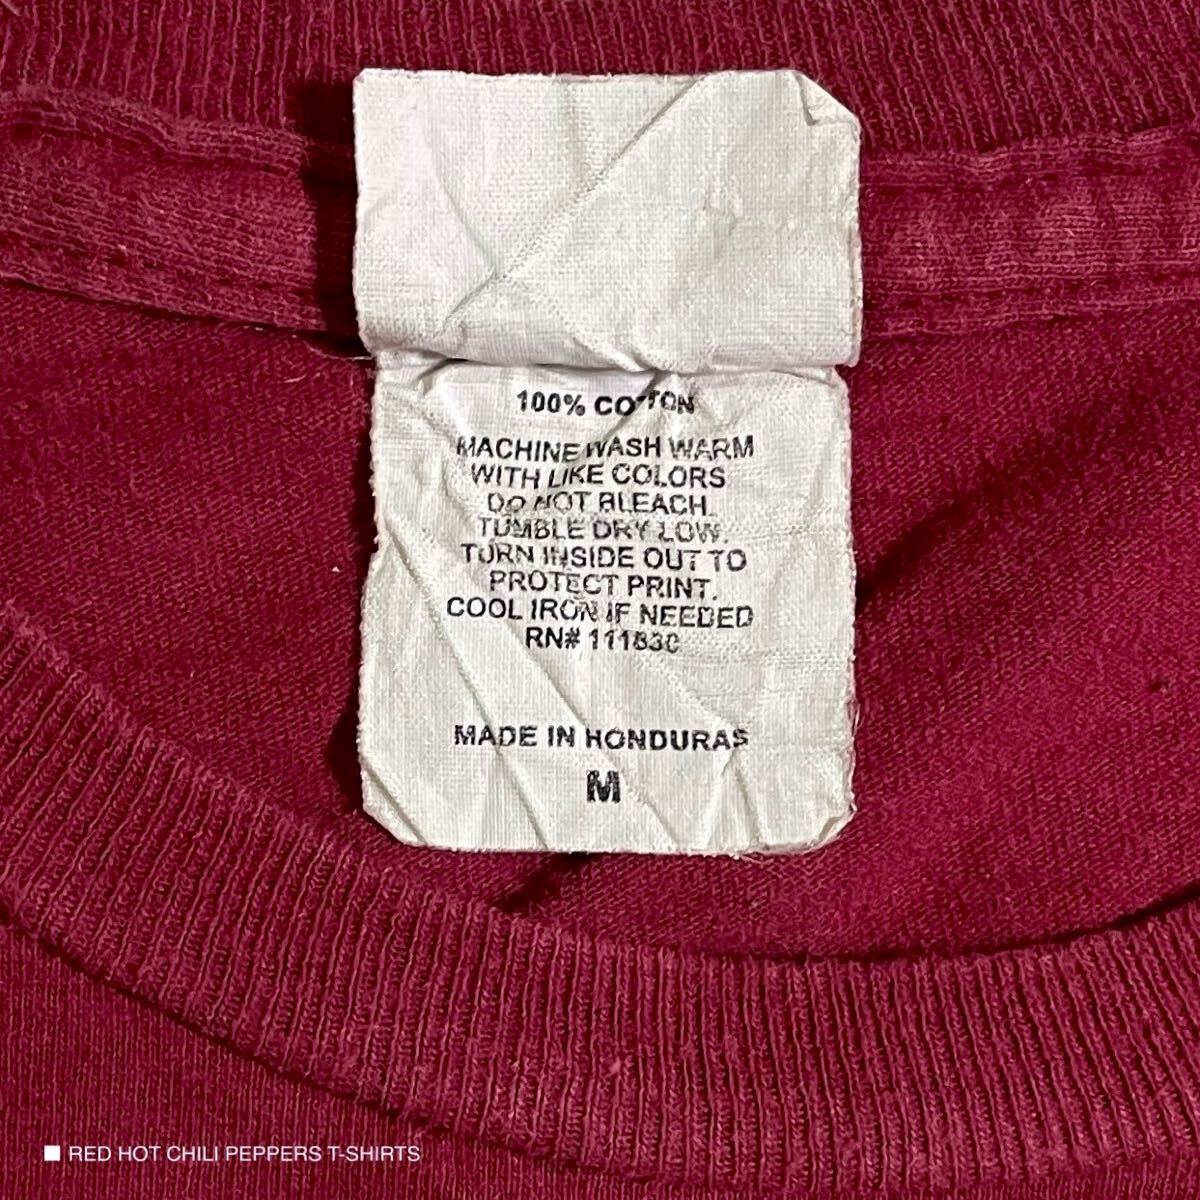 100% COTTON
MACHINE WASH WARM
WITH LIKE COLORS
DO NOT BLEACH.
TUMBLE DRY LOW.
TURN INSIDE OUT TO
PROTECT PRINT.
COOL IRON IF NEEDED
RN#
MADE IN HONDURAS
M
RED HOT CHILI PEPPERS T-SHIRTS